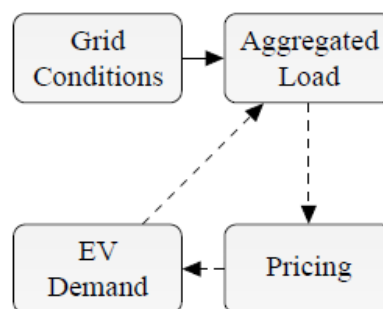 Grid
Conditions
Aggregated
Load
EV
Demand
Pricing